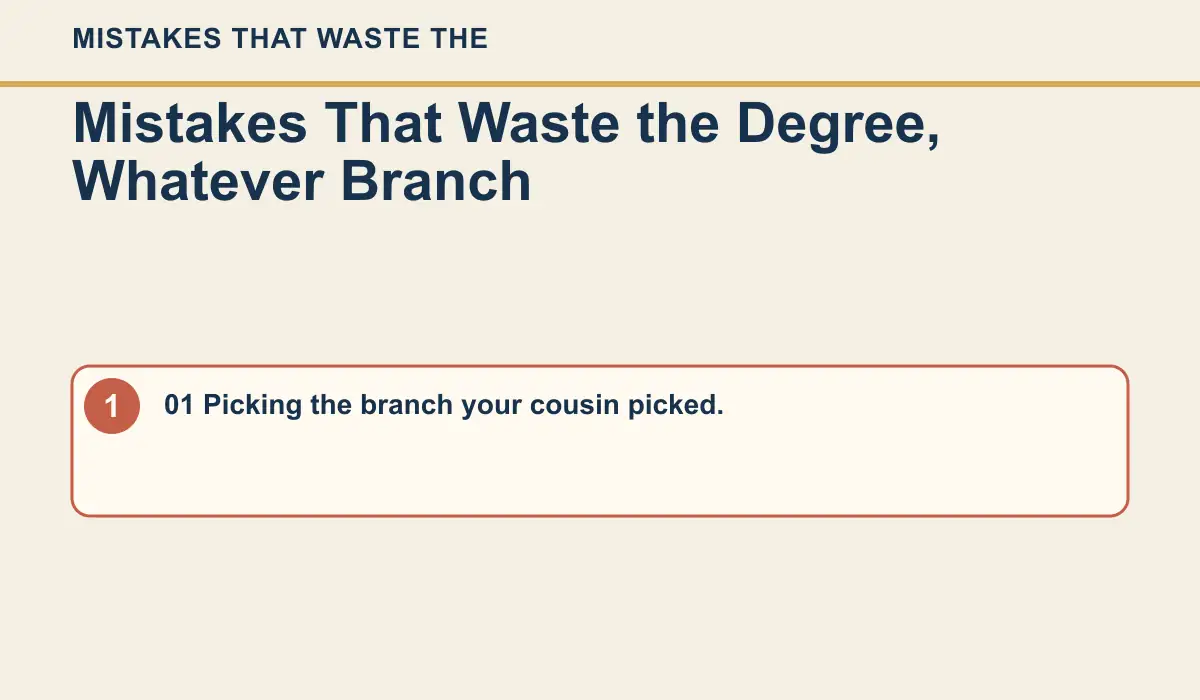 MISTAKES THAT WASTE THE
Mistakes That Waste the Degree,
Whatever Branch
1
01 Picking the branch your cousin picked.